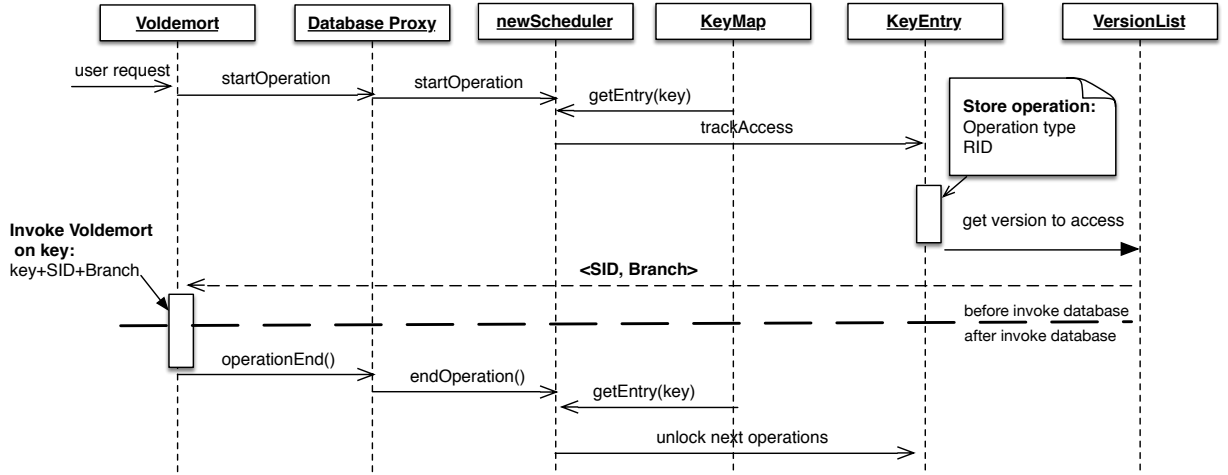 Voldemort
Database Proxy
newScheduler
KeyMap
KeyEntry
VersionList
user request
startOperation
startOperation
getEntry(key)
trackAccess
Store operation:
Operation type
RID
get version to access
Invoke Voldemort
on key:
key+SID+Branch
<SID, Branch>
before invoke database
after invoke database
operationEnd()
endOperation()
getEntry(key)
unlock next operations